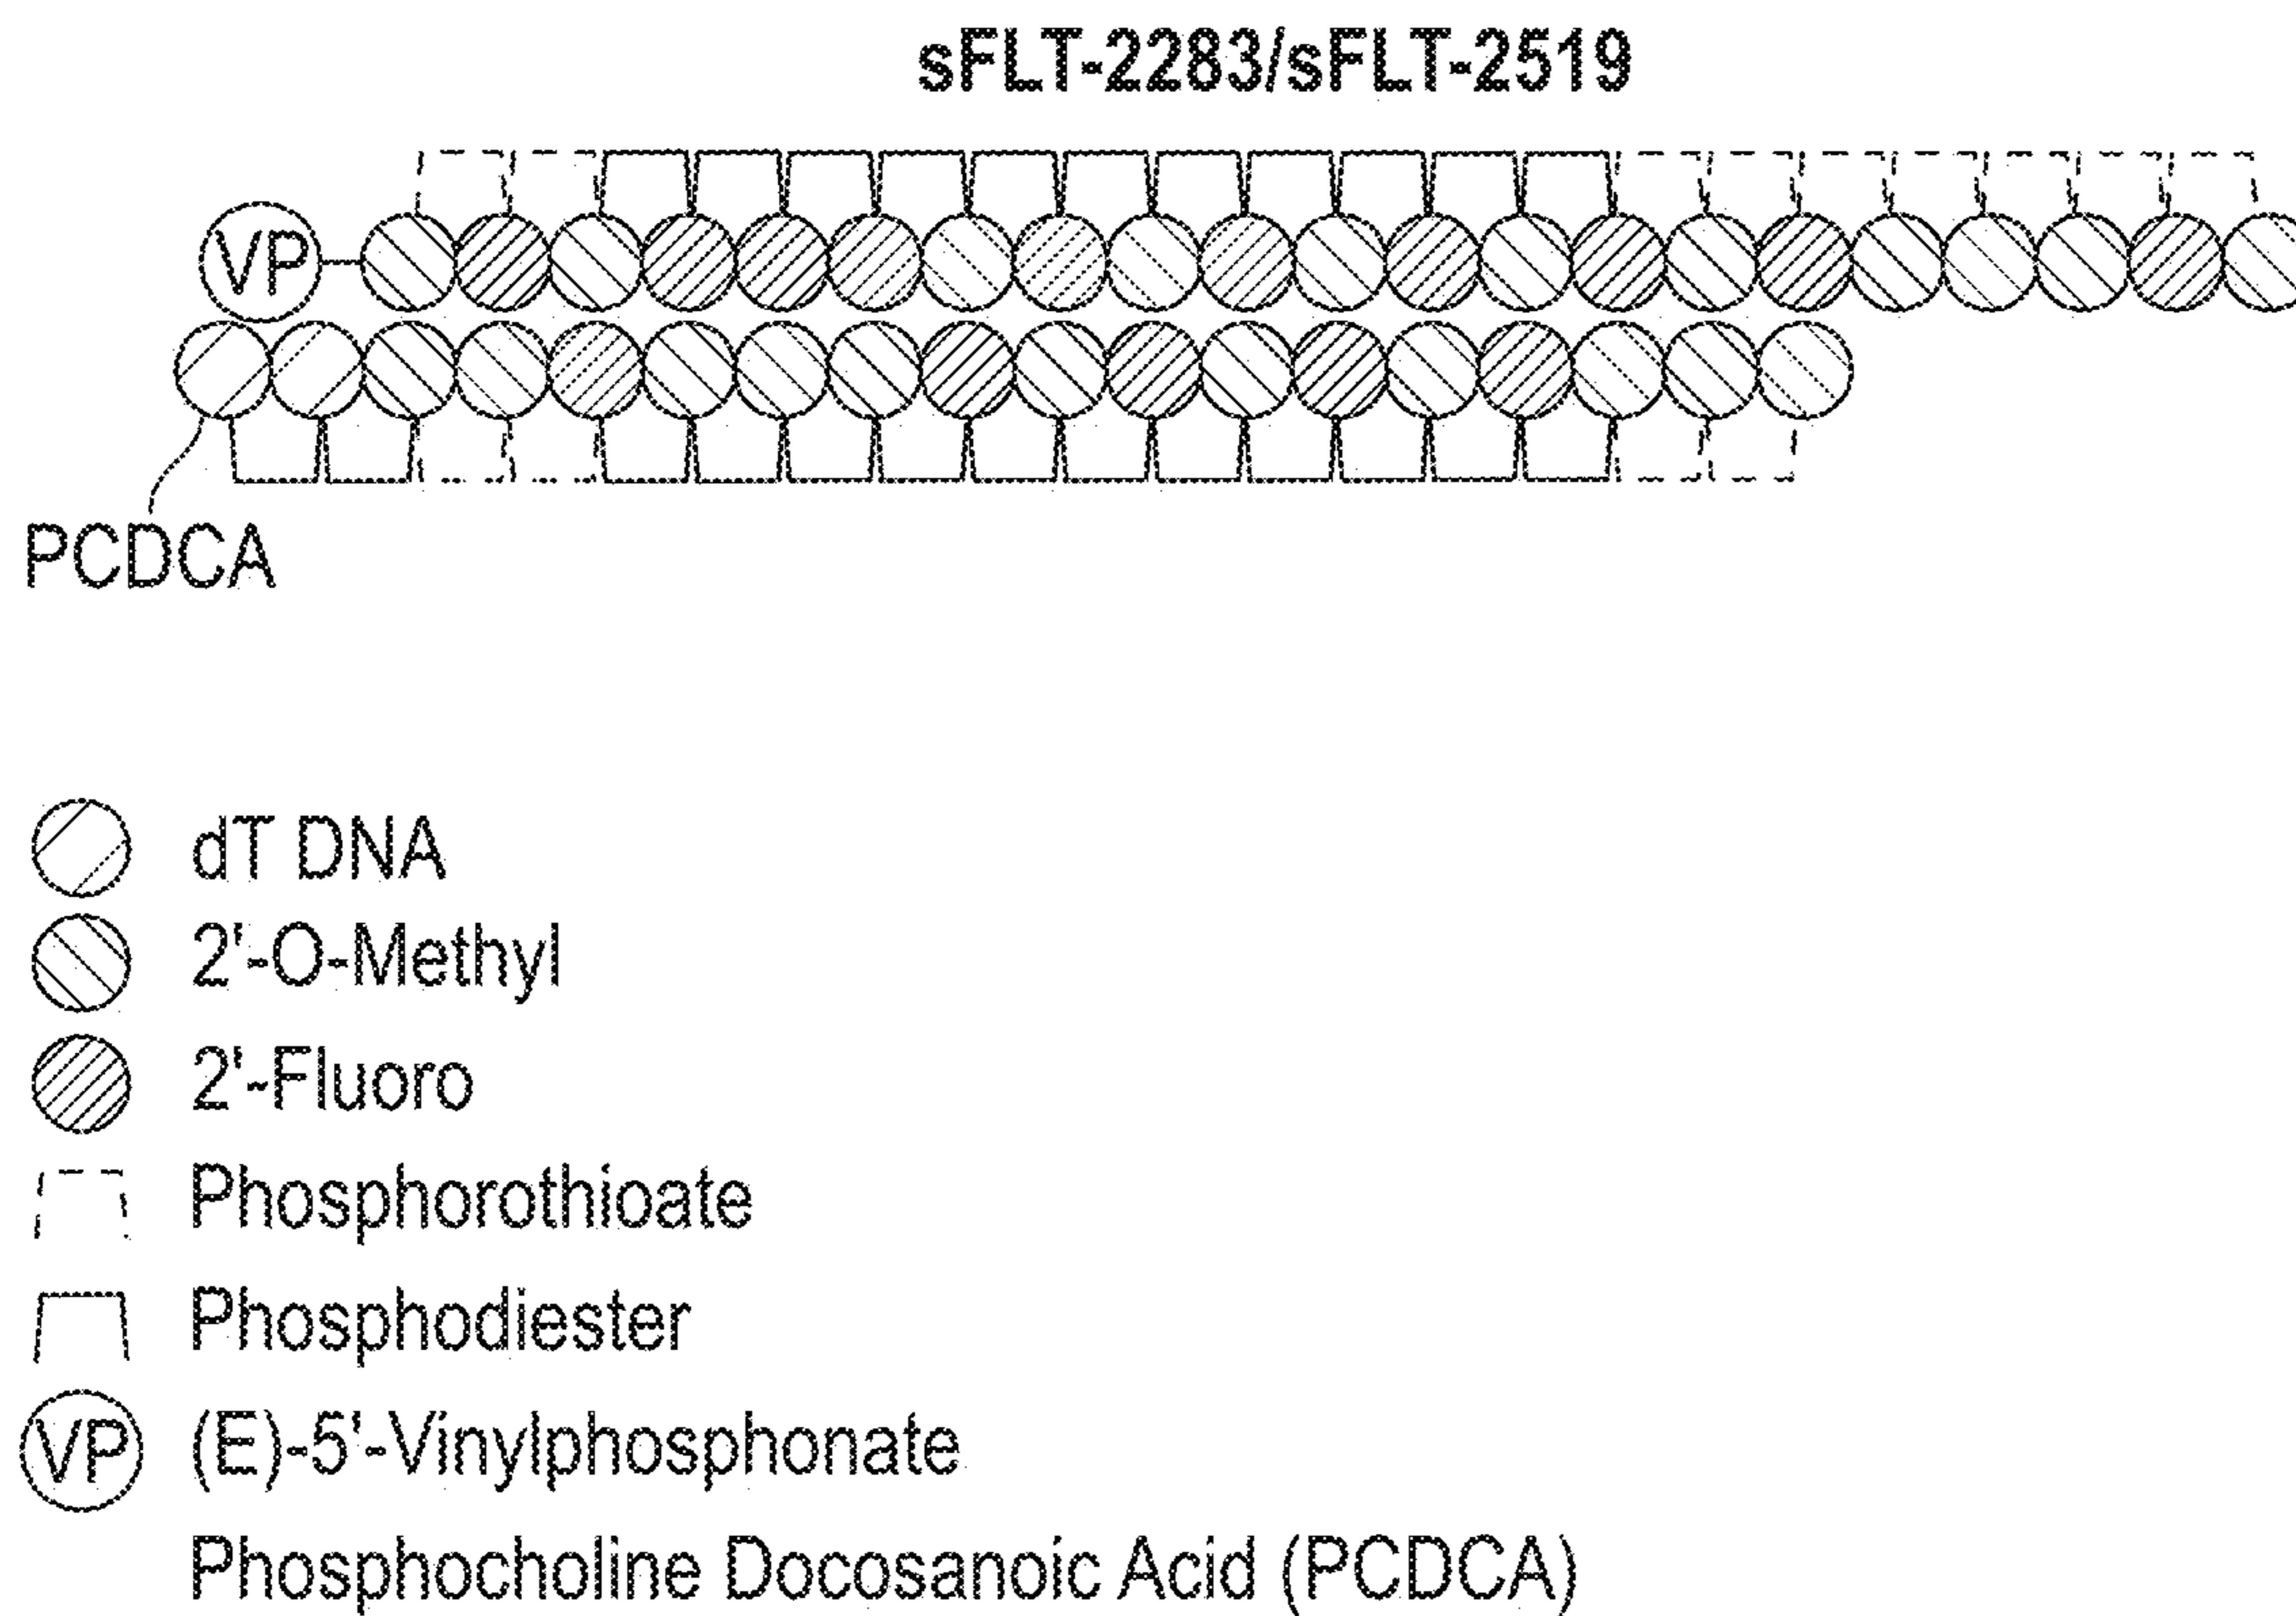 sFLT-2283/sFLT-2519
VP
PCDCA
dT DNA
2'-O-Methyl
2'-Fluoro
Phosphorothioate
Phosphodiester
VP (E)-5'-Vinylphosphonate
Phosphocholine Docosanoic Acid (PCDCA)